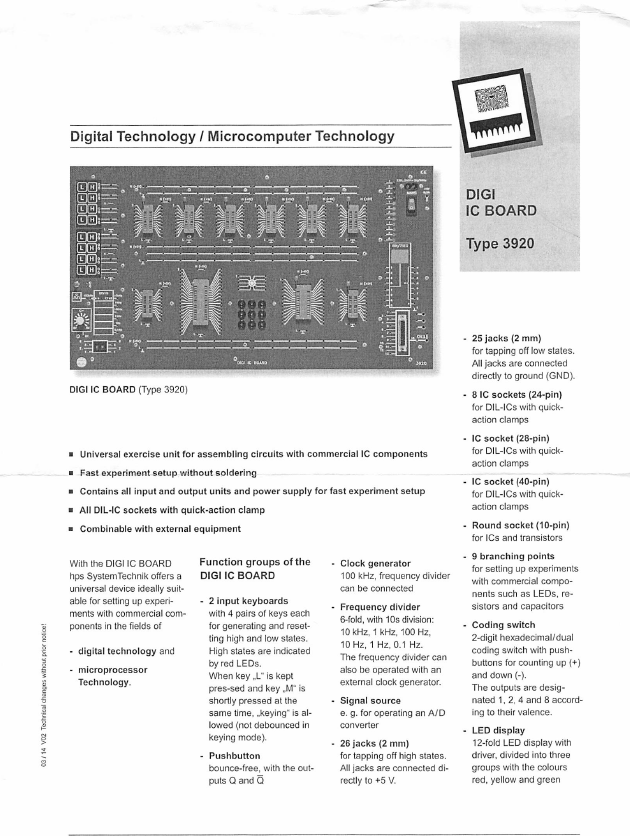 Digital Technology / Microcomputer Technology
DIGI
IC BOARD
Type 3920
DIGI IC BOARD
3920
DIGI IC BOARD (Type 3920)
■ Universal exercise unit for assembling circuits with commercial IC components
■ Fast experiment setup without soldering
■ Contains all input and output units and power supply for fast experiment setup
■ All DIL-IC sockets with quick-action clamp
■ Combinable with external equipment
With the DIGI IC BOARD
hps SystemTechnik offers a
universal device ideally suit-
able for setting up experi-
ments with commercial com-
ponents in the fields of
- digital technology and
- microprocessor
Technology.
Function groups of the
DIGI IC BOARD
- 2 input keyboards
with 4 pairs of keys each
for generating and reset-
ting high and low states.
High states are indicated
by red LEDs.
When key „L“ is kept
pres-sed and key „M“ is
shortly pressed at the
same time, „keying“ is al-
lowed (not debounced in
keying mode).
- Pushbutton
bounce-free, with the out-
puts Q and Q̅
- Clock generator
100 kHz, frequency divider
can be connected
- Frequency divider
6-fold, with 10s division:
10 kHz, 1 kHz, 100 Hz,
10 Hz, 1 Hz, 0.1 Hz.
The frequency divider can
also be operated with an
external clock generator.
- Signal source
e. g. for operating an A/D
converter
- 26 jacks (2 mm)
for tapping off high states.
All jacks are connected di-
rectly to +5 V.
- 25 jacks (2 mm)
for tapping off low states.
All jacks are connected
directly to ground (GND).
- 8 IC sockets (24-pin)
for DIL-ICs with quick-
action clamps
- IC socket (28-pin)
for DIL-ICs with quick-
action clamps
- IC socket (40-pin)
for DIL-ICs with quick-
action clamps
- Round socket (10-pin)
for ICs and transistors
- 9 branching points
for setting up experiments
with commercial compo-
nents such as LEDs, re-
sistors and capacitors
- Coding switch
2-digit hexadecimal/dual
coding switch with push-
buttons for counting up (+)
and down (-).
The outputs are desig-
nated 1, 2, 4 and 8 accord-
ing to their valence.
- LED display
12-fold LED display with
driver, divided into three
groups with the colours
red, yellow and green
03 / 14 V02 Technical changes without prior notice!